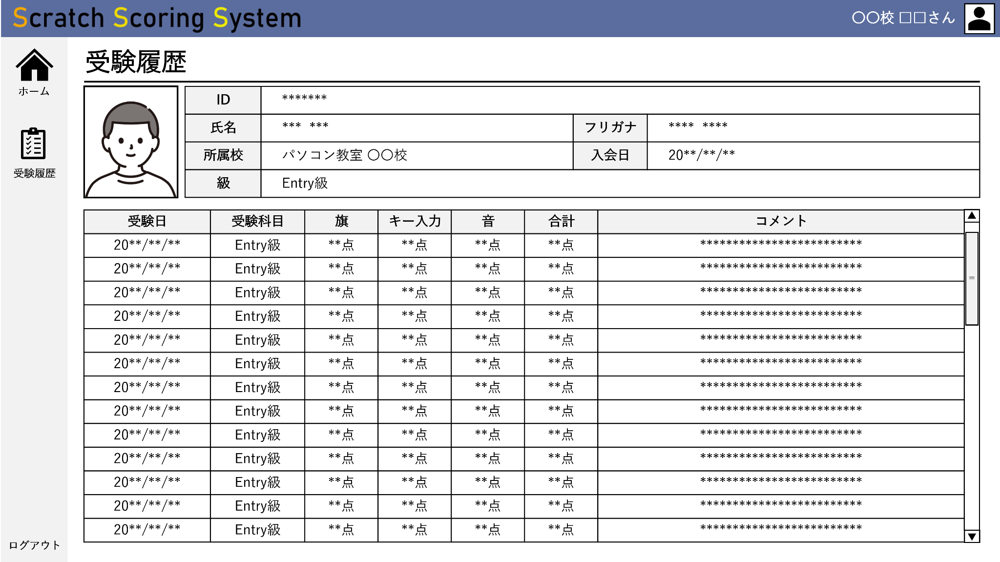 Scratch Scoring System
〇〇校 □□さん
ホーム
受験履歴
ログアウト
受験履歴
ID *******
氏名 *** *** フリガナ **** ****
所属校 パソコン教室 〇〇校 入会日 20**/**/**
級 Entry級
受験日 受験科目 旗 キー入力 音 合計 コメント
20**/**/** Entry級 **点 **点 **点 **点 *************************
20**/**/** Entry級 **点 **点 **点 **点 *************************
20**/**/** Entry級 **点 **点 **点 **点 *************************
20**/**/** Entry級 **点 **点 **点 **点 *************************
20**/**/** Entry級 **点 **点 **点 **点 *************************
20**/**/** Entry級 **点 **点 **点 **点 *************************
20**/**/** Entry級 **点 **点 **点 **点 *************************
20**/**/** Entry級 **点 **点 **点 **点 *************************
20**/**/** Entry級 **点 **点 **点 **点 *************************
20**/**/** Entry級 **点 **点 **点 **点 *************************
20**/**/** Entry級 **点 **点 **点 **点 *************************
20**/**/** Entry級 **点 **点 **点 **点 *************************
20**/**/** Entry級 **点 **点 **点 **点 *************************